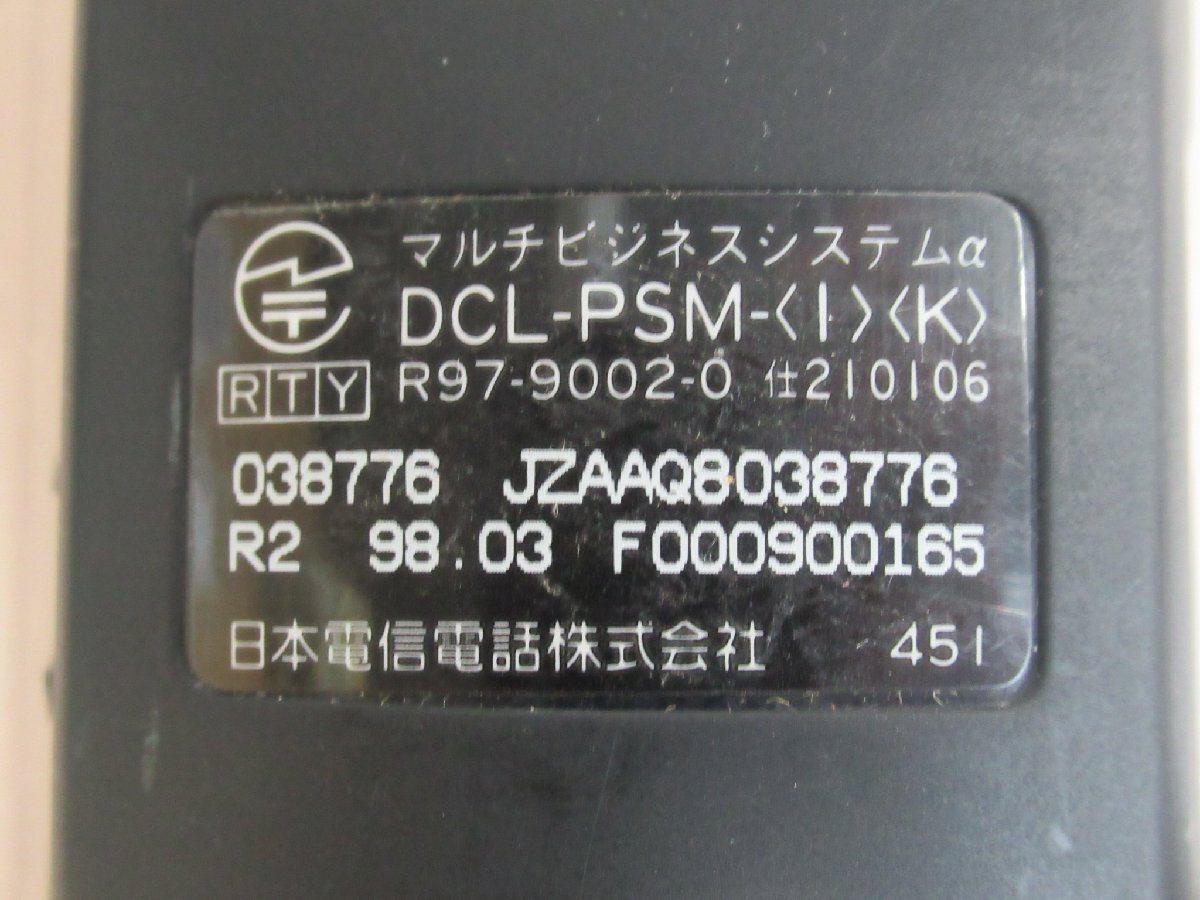 マルチビジネスシステムα
DCL-PSM-〈I〉〈K〉
RTY R97-9002-0 仕210106
038776 JZAAQ8038776
R2 98.03 F000900165
日本電信電話株式会社 451